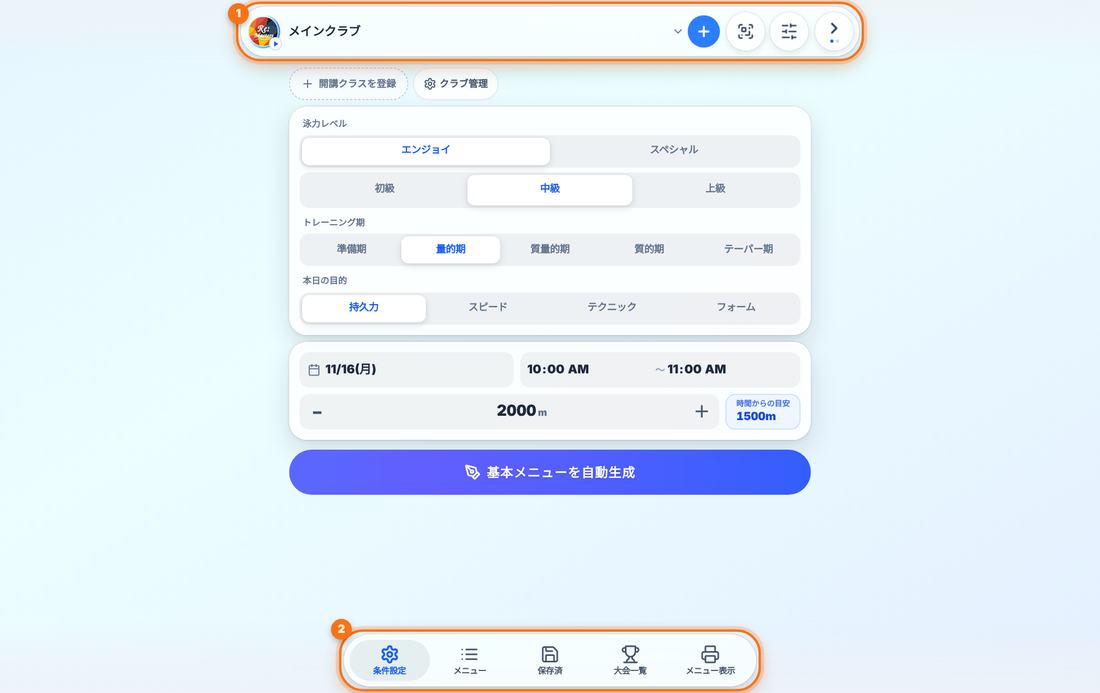 1
Re:
メインクラブ
開講クラスを登録
クラブ管理
泳力レベル
エンジョイ スペシャル
初級 中級 上級
トレーニング期
準備期 量的期 質量的期 質的期 テーパー期
本日の目的
持久力 スピード テクニック フォーム
11/16(月) 10:00 AM ～ 11:00 AM
− 2000 m +
時間からの目安
1500m
基本メニューを自動生成
2
条件設定 メニュー 保存済 大会一覧 メニュー表示